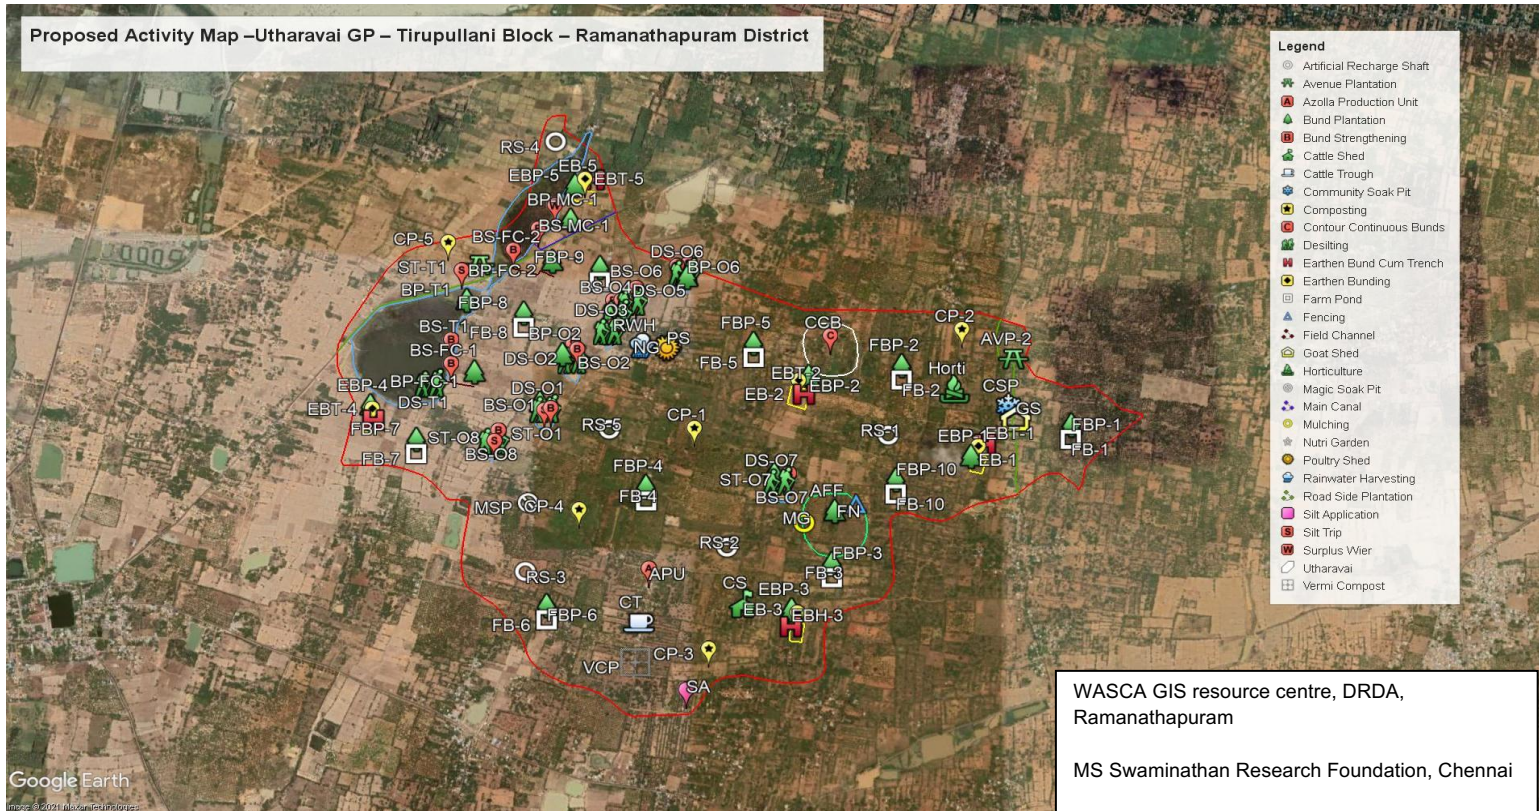 Proposed Activity Map –Utharavai GP – Tirupullani Block – Ramanathapuram District
Legend
Artificial Recharge Shaft
Avenue Plantation
Azolla Production Unit
Bund Plantation
Bund Strengthening
Cattle Shed
Cattle Trough
Community Soak Pit
Composting
Contour Continuous Bunds
Desilting
Earthen Bund Cum Trench
Earthen Bunding
Farm Pond
Fencing
Field Channel
Goat Shed
Horticulture
Magic Soak Pit
Main Canal
Mulching
Nutri Garden
Poultry Shed
Rainwater Harvesting
Road Side Plantation
Silt Application
Silt Trip
Surplus Wier
Utharavai
Vermi Compost
RS-4
EB-5
EBP-5
EBT-5
BP-MC-1
BS-MC-1
BS-FC-2
CP-5
FBP-9
DS-O6
ST-T1
BP-FC-2
BS-O6
BP-O6
BP-T1
BS-O4
DS-O5
FBP-8
DS-O3
BS-T1
FB-8
BP-O2
RWH
PS
NG
FBP-5
CCB
CP-2
AVP-2
BS-FC-1
DS-O2
BS-O2
FB-5
FBP-2
EBT-2
Horti
EBP-4
BP-FC-1
DS-T1
DS-O1
EB-2
EBP-2
FB-2
CSP
EBT-4
BS-O1
GS
FBP-7
ST-O8
ST-O1
RS-5
CP-1
RS-1
EBP-1
EBT-1
FBP-1
FB-7
BS-O8
EB-1
FB-1
FBP-4
DS-O7
FBP-10
ST-O7
FB-4
BS-O7
AFF
FB-10
MSP
CP-4
MG
FN
RS-2
FBP-3
RS-3
APU
FB-3
CS
EBP-3
CT
EB-3
EBH-3
FBP-6
FB-6
VCP
CP-3
SA
WASCA GIS resource centre, DRDA,
Ramanathapuram
MS Swaminathan Research Foundation, Chennai
Google Earth
Image © 2021 Maxar Technologies